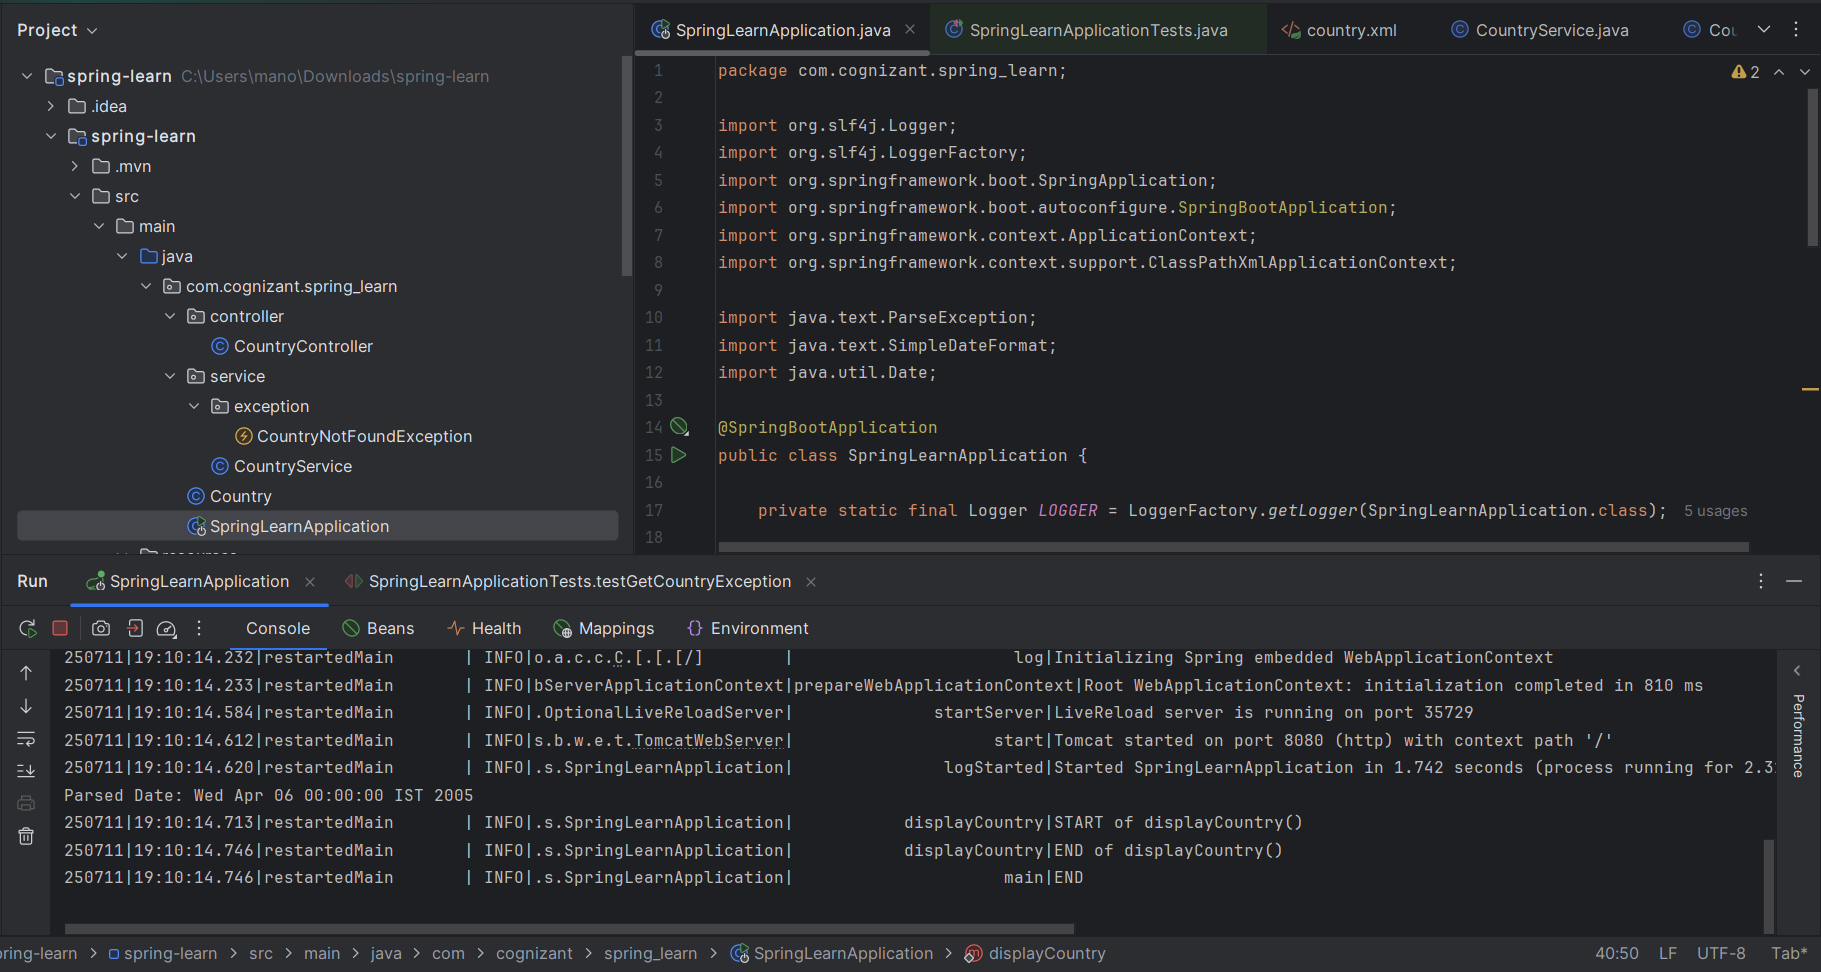 Project
spring-learn C:\Users\mano\Downloads\spring-learn
.idea
spring-learn
.mvn
src
main
java
com.cognizant.spring_learn
controller
CountryController
service
exception
CountryNotFoundException
CountryService
Country
SpringLearnApplication
SpringLearnApplication.java SpringLearnApplicationTests.java country.xml CountryService.java Cou
2
1 package com.cognizant.spring_learn;
2
3 import org.slf4j.Logger;
4 import org.slf4j.LoggerFactory;
5 import org.springframework.boot.SpringApplication;
6 import org.springframework.boot.autoconfigure.SpringBootApplication;
7 import org.springframework.context.ApplicationContext;
8 import org.springframework.context.support.ClassPathXmlApplicationContext;
9
10 import java.text.ParseException;
11 import java.text.SimpleDateFormat;
12 import java.util.Date;
13
14 @SpringBootApplication
15 public class SpringLearnApplication {
16
17 private static final Logger LOGGER = LoggerFactory.getLogger(SpringLearnApplication.class); 5 usages
18
Run SpringLearnApplication SpringLearnApplicationTests.testGetCountryException
Console Beans Health Mappings Environment
250711|19:10:14.232|restartedMain | INFO|o.a.c.c.C.[.[.[/] | log|Initializing Spring embedded WebApplicationContext
250711|19:10:14.233|restartedMain | INFO|bServerApplicationContext|prepareWebApplicationContext|Root WebApplicationContext: initialization completed in 810 ms
250711|19:10:14.584|restartedMain | INFO|.OptionalLiveReloadServer| startServer|LiveReload server is running on port 35729
250711|19:10:14.612|restartedMain | INFO|s.b.w.e.t.TomcatWebServer| start|Tomcat started on port 8080 (http) with context path '/'
250711|19:10:14.620|restartedMain | INFO|.s.SpringLearnApplication| logStarted|Started SpringLearnApplication in 1.742 seconds (process running for 2.3
Parsed Date: Wed Apr 06 00:00:00 IST 2005
250711|19:10:14.713|restartedMain | INFO|.s.SpringLearnApplication| displayCountry|START of displayCountry()
250711|19:10:14.746|restartedMain | INFO|.s.SpringLearnApplication| displayCountry|END of displayCountry()
250711|19:10:14.746|restartedMain | INFO|.s.SpringLearnApplication| main|END
Performance
ring-learn > spring-learn > src > main > java > com > cognizant > spring_learn > SpringLearnApplication > displayCountry 40:50 LF UTF-8 Tab*